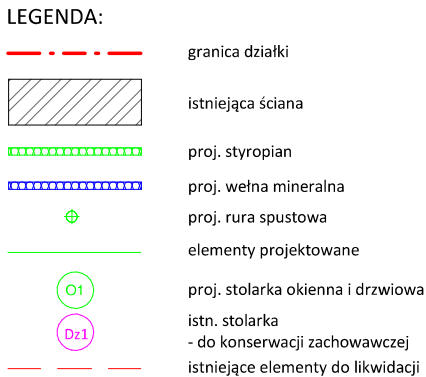 LEGENDA:
granica działki
istniejąca ściana
proj. styropian
proj. wełna mineralna
proj. rura spustowa
elementy projektowane
O1
proj. stolarka okienna i drzwiowa
Dz1
istn. stolarka
- do konserwacji zachowawczej
istniejące elementy do likwidacji